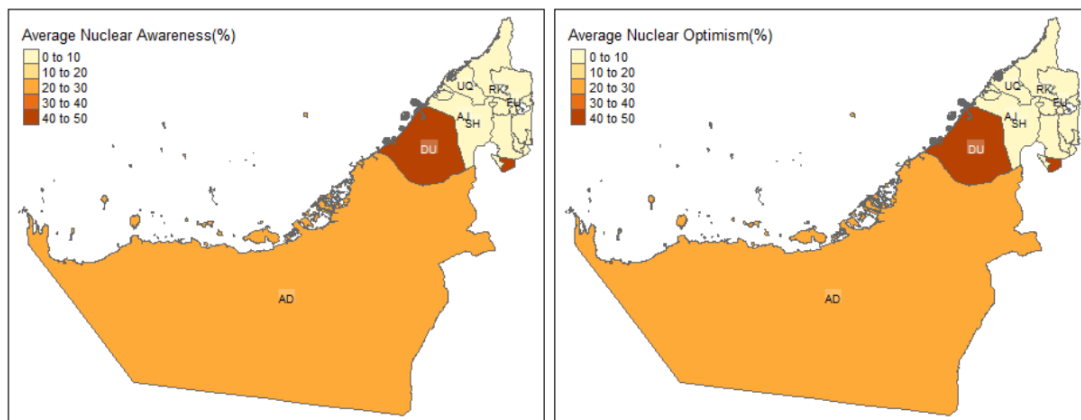 Average Nuclear Awareness(%)
0 to 10
10 to 20
20 to 30
30 to 40
40 to 50
UQ
RK
FU
AJ
SH
DU
AD
Average Nuclear Optimism(%)
0 to 10
10 to 20
20 to 30
30 to 40
40 to 50
UQ
RK
FU
AJ
SH
DU
AD